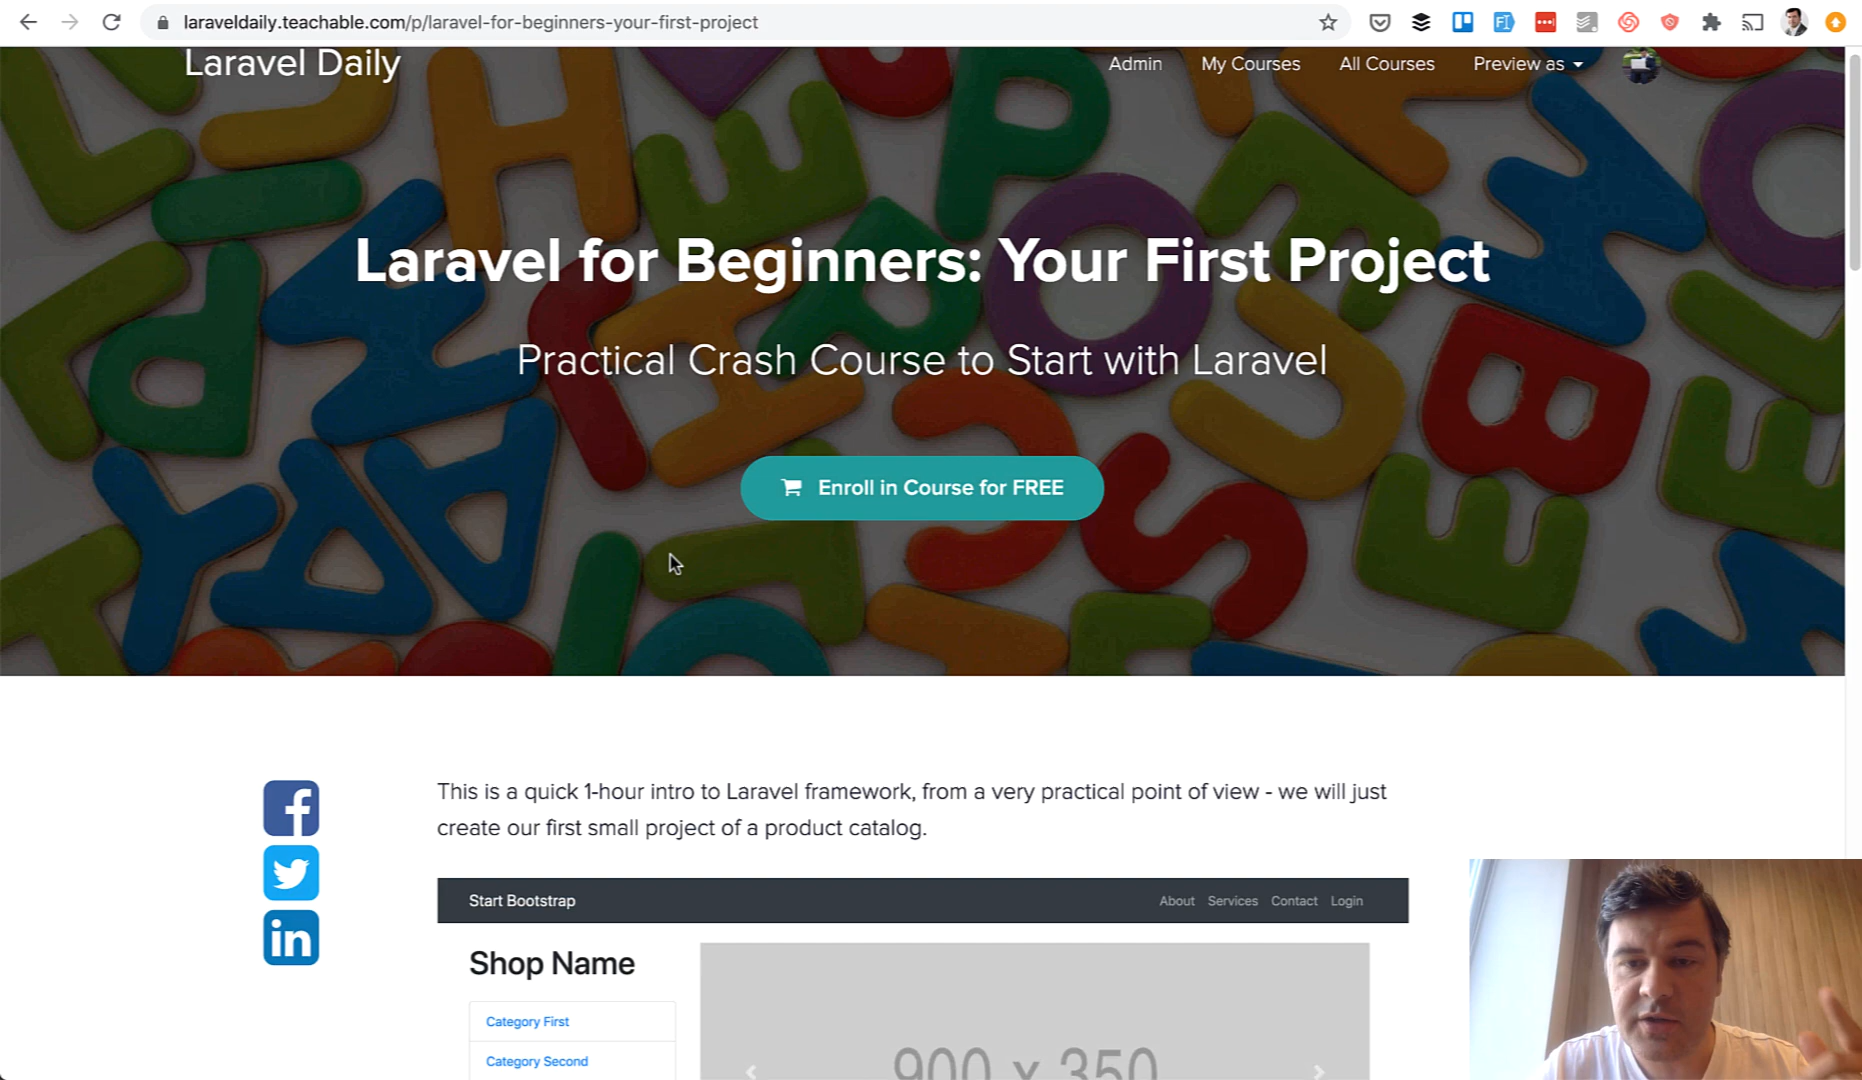 laraveldaily.teachable.com/p/laravel-for-beginners-your-first-project
Laravel Daily
Admin
My Courses
All Courses
Preview as
Laravel for Beginners: Your First Project
Practical Crash Course to Start with Laravel
Enroll in Course for FREE
This is a quick 1-hour intro to Laravel framework, from a very practical point of view - we will just
create our first small project of a product catalog.
Start Bootstrap
About
Services
Contact
Login
Shop Name
Category First
Category Second
900 x 350